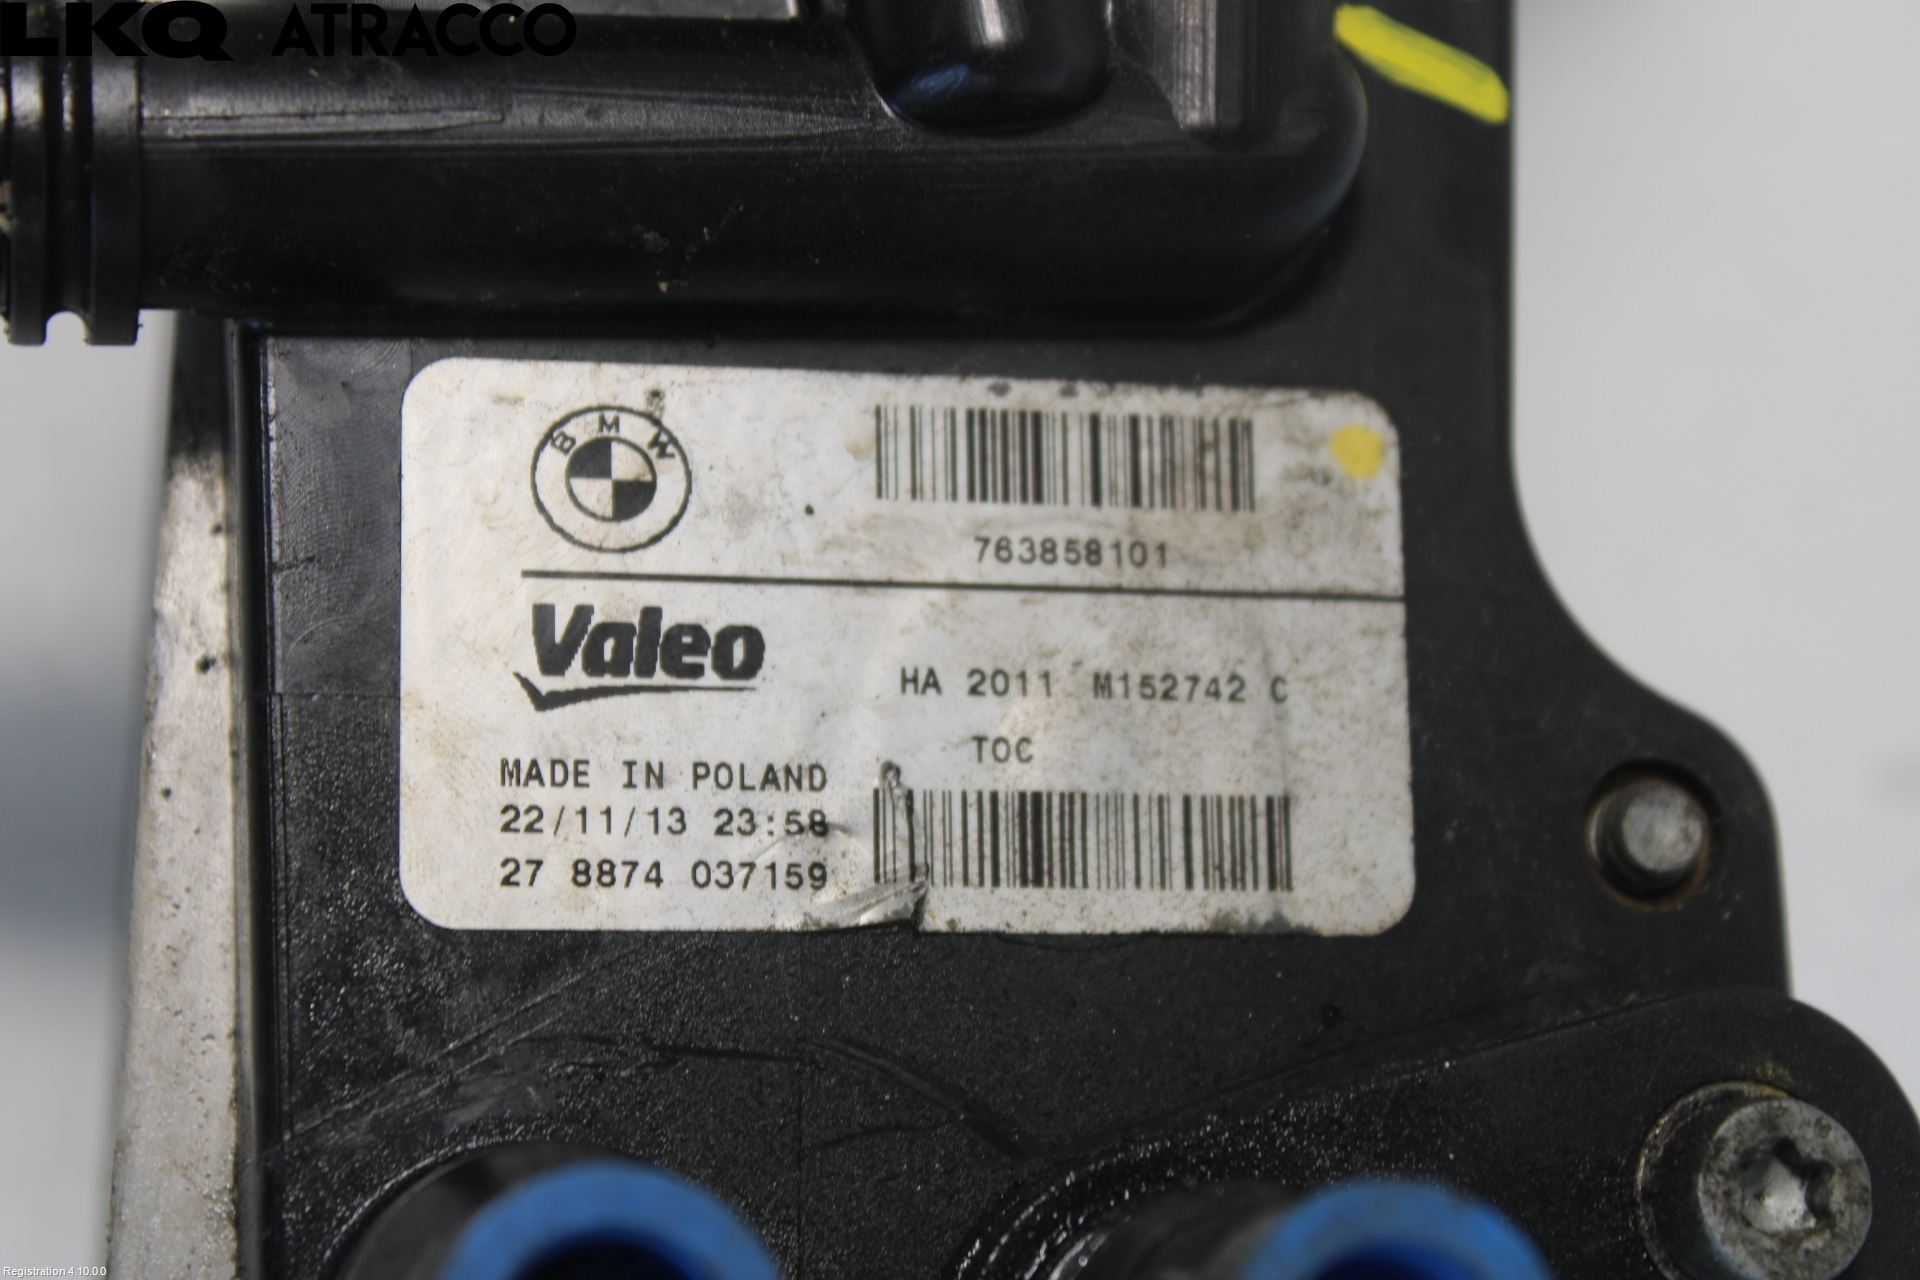 LKQ ATRACCO
BMW
763858101
Valeo
HA 2011 M152742 C
TOC
MADE IN POLAND
22/11/13 23:58
27 8874 037159
Registration 4.10.0.0